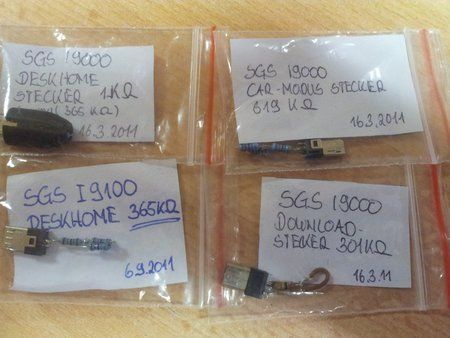 SGS I9000
DESKHOME
STECKER 1KΩ
(365 KΩ)
16.3.2011
SGS I9000
CAR-MODUS STECKER
619 KΩ
16.3.2011
SGS I9100
DESKHOME 365KΩ
6.9.2011
SGS I9000
DOWNLOAD-
STEKER 301KΩ
16.3.11